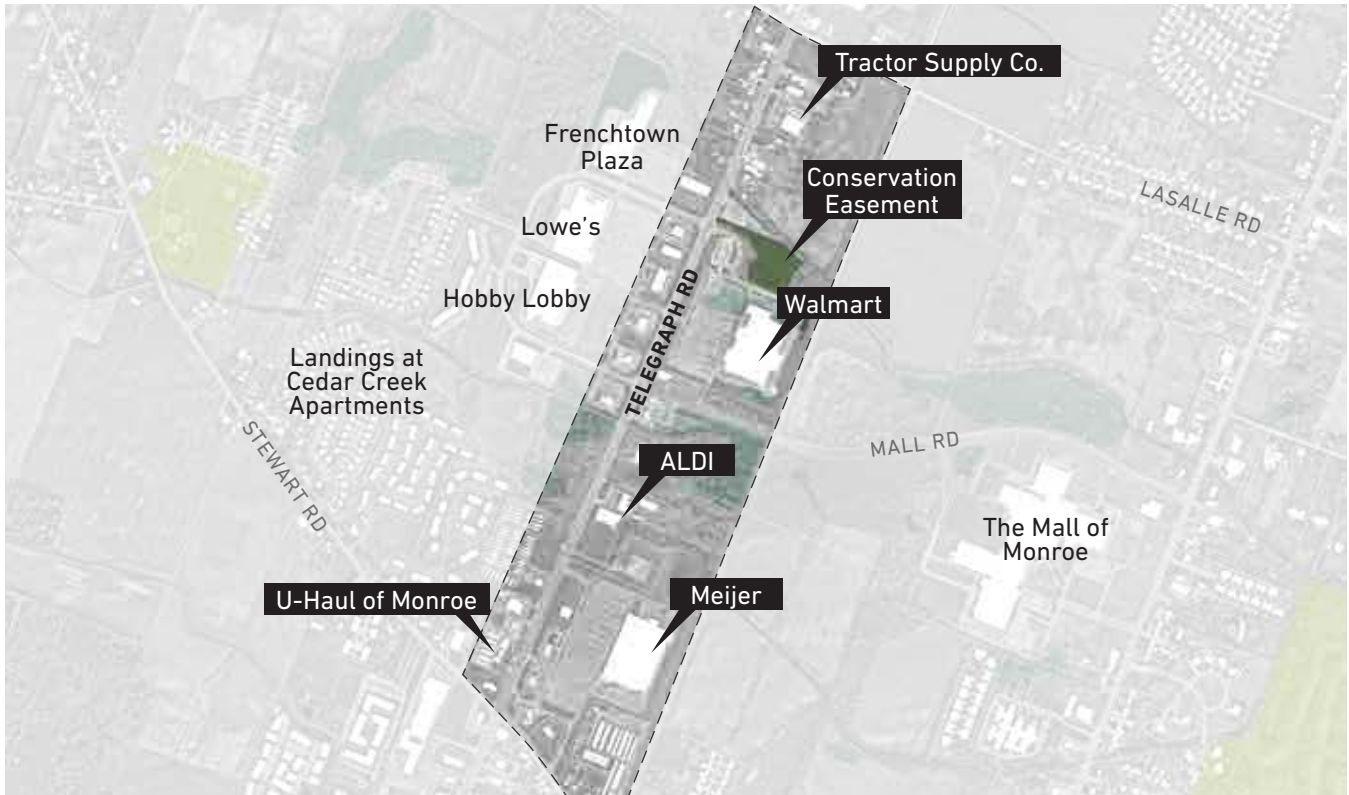 Tractor Supply Co.
Frenchtown
Plaza
Conservation
Easement
LASALLE RD
Lowe's
Hobby Lobby
Walmart
TELEGRAPH RD
Landings at
Cedar Creek
Apartments
STEWART RD
MALL RD
ALDI
The Mall of
Monroe
U-Haul of Monroe
Meijer